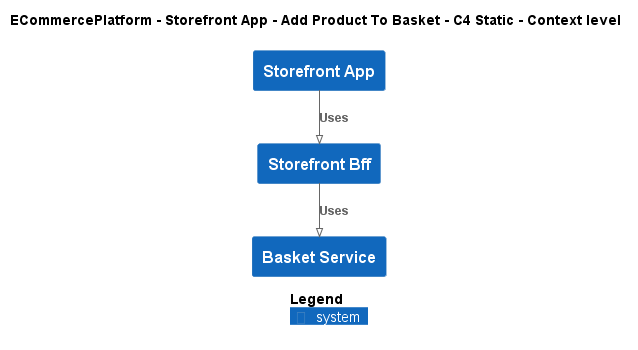 ECommercePlatform - Storefront App - Add Product To Basket - C4 Static - Context level
Storefront App
Uses
Storefront Bff
Uses
Basket Service
Legend
system